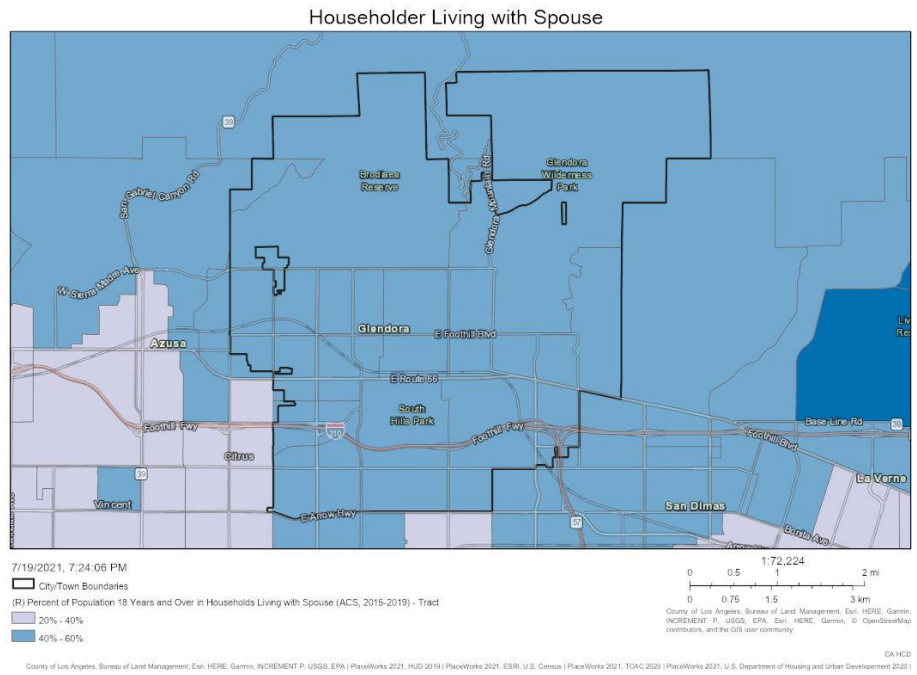 Householder Living with Spouse
39
San Gabriel Canyon Rd
Brodiaea
Reserve
Glendora
Wilderness
Park
Glendora Mountain Rd
W Sierra Madre Ave
Azusa
Glendora
E Foothill Blvd
Liv
Res
E Route 66
South
Hills Park
Foothill Fwy
210
Foothill Fwy
Base Line Rd
30
Foothill Blvd
Citrus
39
La Verne
Vincent
E Arrow Hwy
San Dimas
57
Bonita Ave
7/19/2021, 7:24:06 PM
City/Town Boundaries
(R) Percent of Population 18 Years and Over in Households Living with Spouse (ACS, 2015-2019) - Tract
20% - 40%
40% - 60%
1:72,224
0 0.5 1 2 mi
0 0.75 1.5 3 km
County of Los Angeles, Bureau of Land Management, Esri, HERE, Garmin,
INCREMENT P, USGS, EPA, Esri, HERE, Garmin, © OpenStreetMap
contributors, and the GIS user community
CA HCD
County of Los Angeles, Bureau of Land Management, Esri, HERE, Garmin, INCREMENT P, USGS, EPA | PlaceWorks 2021, HUD 2019 | PlaceWorks 2021, ESRI, U.S. Census | PlaceWorks 2021, TCAC 2020 | PlaceWorks 2021, U.S. Department of Housing and Urban Developement 2020 |